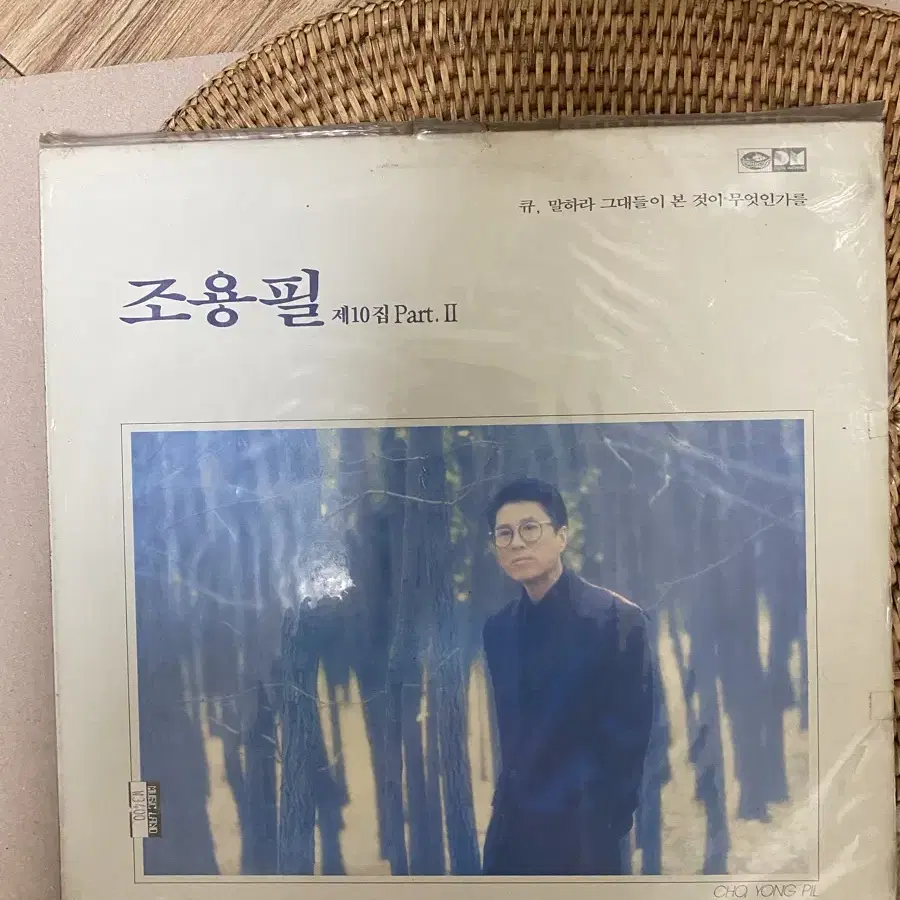 큐, 말하라 그대들이 본 것이 무엇인가를
조용필 제10집 Part. II
₩3400
CHO, YONG PIL